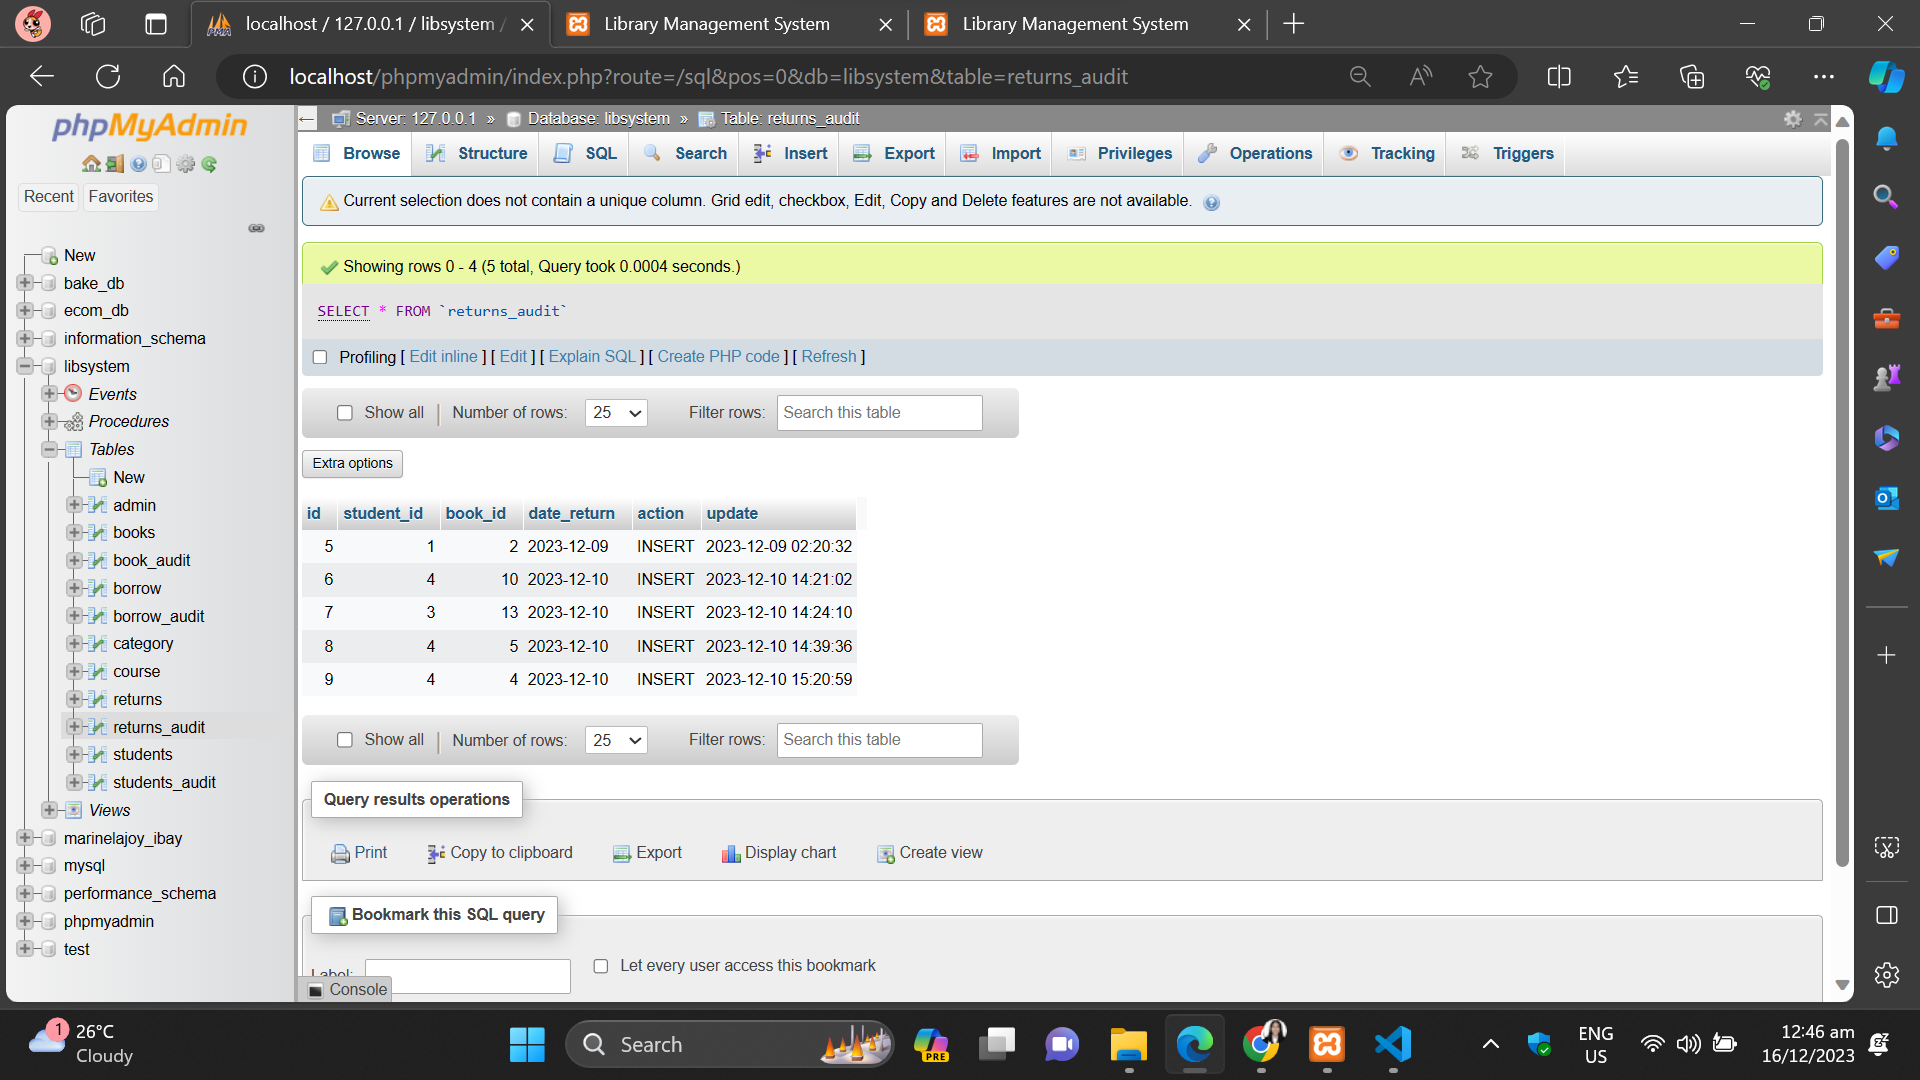 localhost / 127.0.0.1 / libsystem /
Library Management System
Library Management System
localhost/phpmyadmin/index.php?route=/sql&pos=0&db=libsystem&table=returns_audit
phpMyAdmin
Recent
Favorites
New
bake_db
ecom_db
information_schema
libsystem
Events
Procedures
Tables
New
admin
books
book_audit
borrow
borrow_audit
category
course
returns
returns_audit
students
students_audit
Views
marinelajoy_ibay
mysql
performance_schema
phpmyadmin
test
Server: 127.0.0.1 » Database: libsystem » Table: returns_audit
Browse Structure SQL Search Insert Export Import Privileges Operations Tracking Triggers
Current selection does not contain a unique column. Grid edit, checkbox, Edit, Copy and Delete features are not available.
Showing rows 0 - 4 (5 total, Query took 0.0004 seconds.)
SELECT * FROM `returns_audit`
Profiling [ Edit inline ] [ Edit ] [ Explain SQL ] [ Create PHP code ] [ Refresh ]
Show all | Number of rows: 25 Filter rows: Search this table
Extra options
id student_id book_id date_return action update
5 1 2 2023-12-09 INSERT 2023-12-09 02:20:32
6 4 10 2023-12-10 INSERT 2023-12-10 14:21:02
7 3 13 2023-12-10 INSERT 2023-12-10 14:24:10
8 4 5 2023-12-10 INSERT 2023-12-10 14:39:36
9 4 4 2023-12-10 INSERT 2023-12-10 15:20:59
Show all | Number of rows: 25 Filter rows: Search this table
Query results operations
Print Copy to clipboard Export Display chart Create view
Bookmark this SQL query
Label: Let every user access this bookmark
Console
1
26°C
Cloudy
Search
PRE
ENG
US
12:46 am
16/12/2023